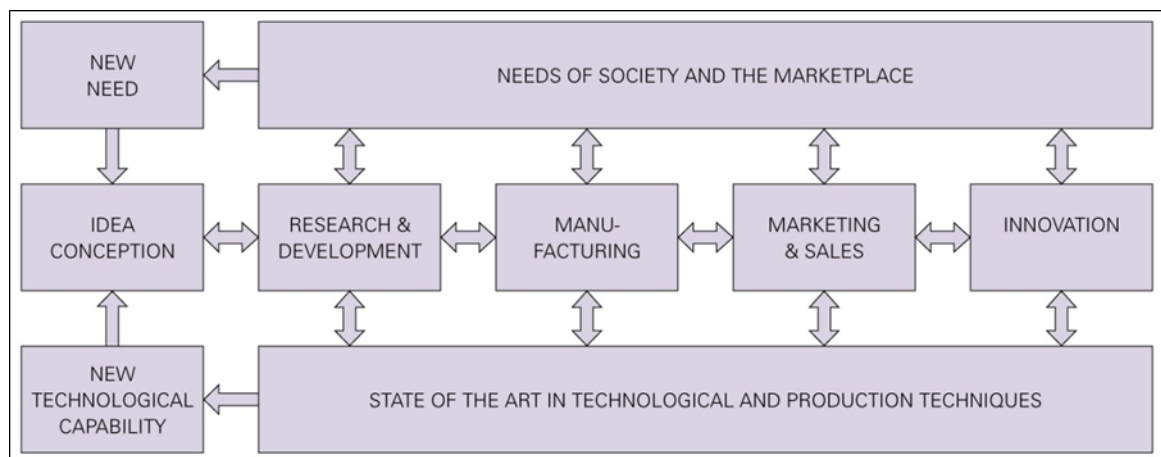 NEW
NEED
NEEDS OF SOCIETY AND THE MARKETPLACE
IDEA
CONCEPTION
RESEARCH &
DEVELOPMENT
MANU-
FACTURING
MARKETING
& SALES
INNOVATION
NEW
TECHNOLOGICAL
CAPABILITY
STATE OF THE ART IN TECHNOLOGICAL AND PRODUCTION TECHNIQUES